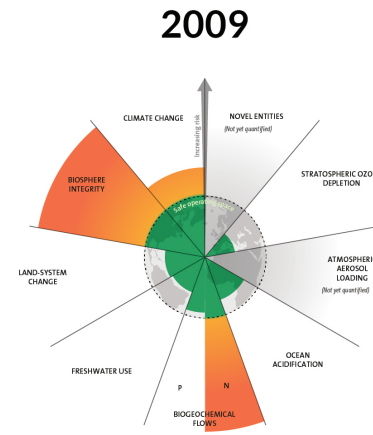 2009
CLIMATE CHANGE
NOVEL ENTITIES
(Not yet quantified)
Increasing risk
STRATOSPHERIC OZO
DEPLETION
BIOSPHERE
INTEGRITY
Safe operating space
LAND-SYSTEM
CHANGE
ATMOSPHERI
AEROSOL
LOADING
(Not yet quantified)
OCEAN
ACIDIFICATION
FRESHWATER USE
P
N
BIOGEOCHEMICAL
FLOWS